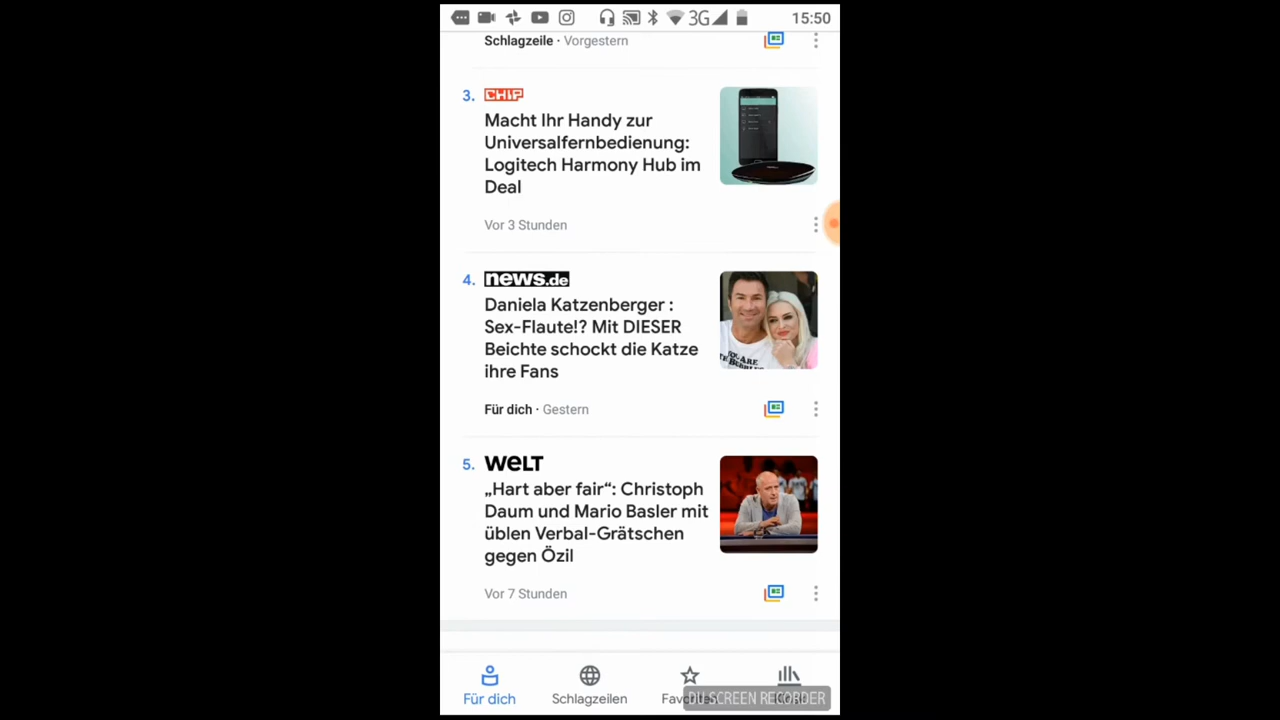 3G 15:50
Schlagzeile · Vorgestern
3. CHIP
Macht Ihr Handy zur
Universalfernbedienung:
Logitech Harmony Hub im
Deal
Vor 3 Stunden
4. news.de
Daniela Katzenberger :
Sex-Flaute!? Mit DIESER
Beichte schockt die Katze
ihre Fans
Für dich · Gestern
5. WELT
„Hart aber fair“: Christoph
Daum und Mario Basler mit
üblen Verbal-Grätschen
gegen Özil
Vor 7 Stunden
Für dich Schlagzeilen
DU SCREEN RECORDER